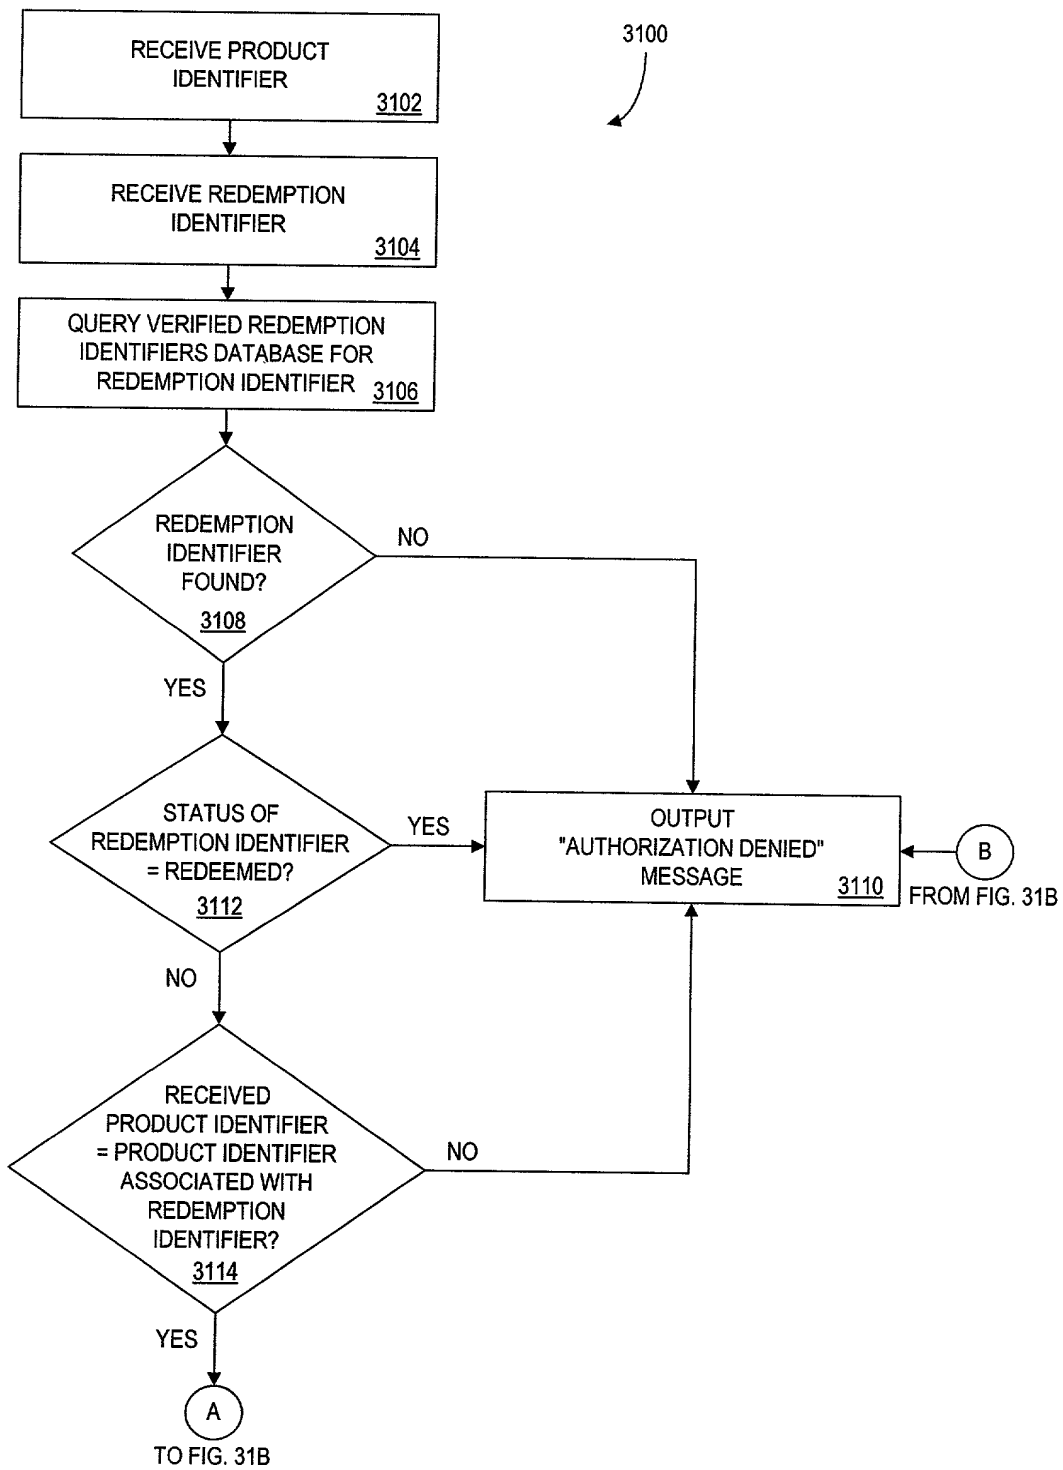 RECEIVE PRODUCT
IDENTIFIER
3102
3100
RECEIVE REDEMPTION
IDENTIFIER
3104
QUERY VERIFIED REDEMPTION
IDENTIFIERS DATABASE FOR
REDEMPTION IDENTIFIER
3106
REDEMPTION
IDENTIFIER
FOUND?
3108
NO
YES
STATUS OF
REDEMPTION IDENTIFIER
= REDEEMED?
3112
YES
OUTPUT
"AUTHORIZATION DENIED"
MESSAGE
3110
B
FROM FIG. 31B
NO
RECEIVED
PRODUCT IDENTIFIER
= PRODUCT IDENTIFIER
ASSOCIATED WITH
REDEMPTION
IDENTIFIER?
3114
NO
YES
A
TO FIG. 31B